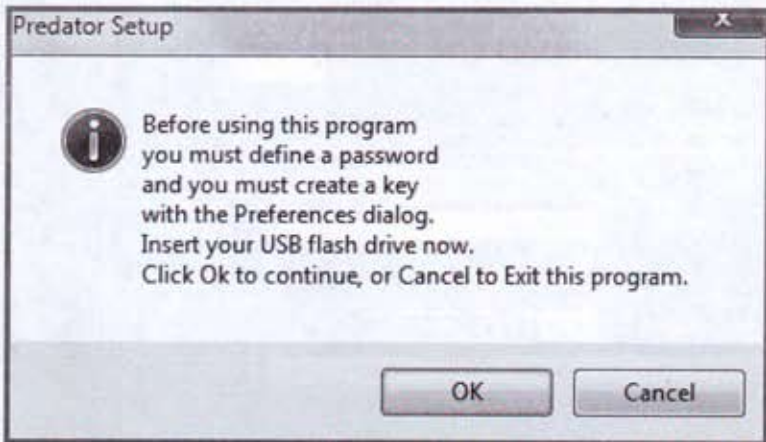 Predator Setup
Before using this program
you must define a password
and you must create a key
with the Preferences dialog.
Insert your USB flash drive now.
Click Ok to continue, or Cancel to Exit this program.
OK
Cancel